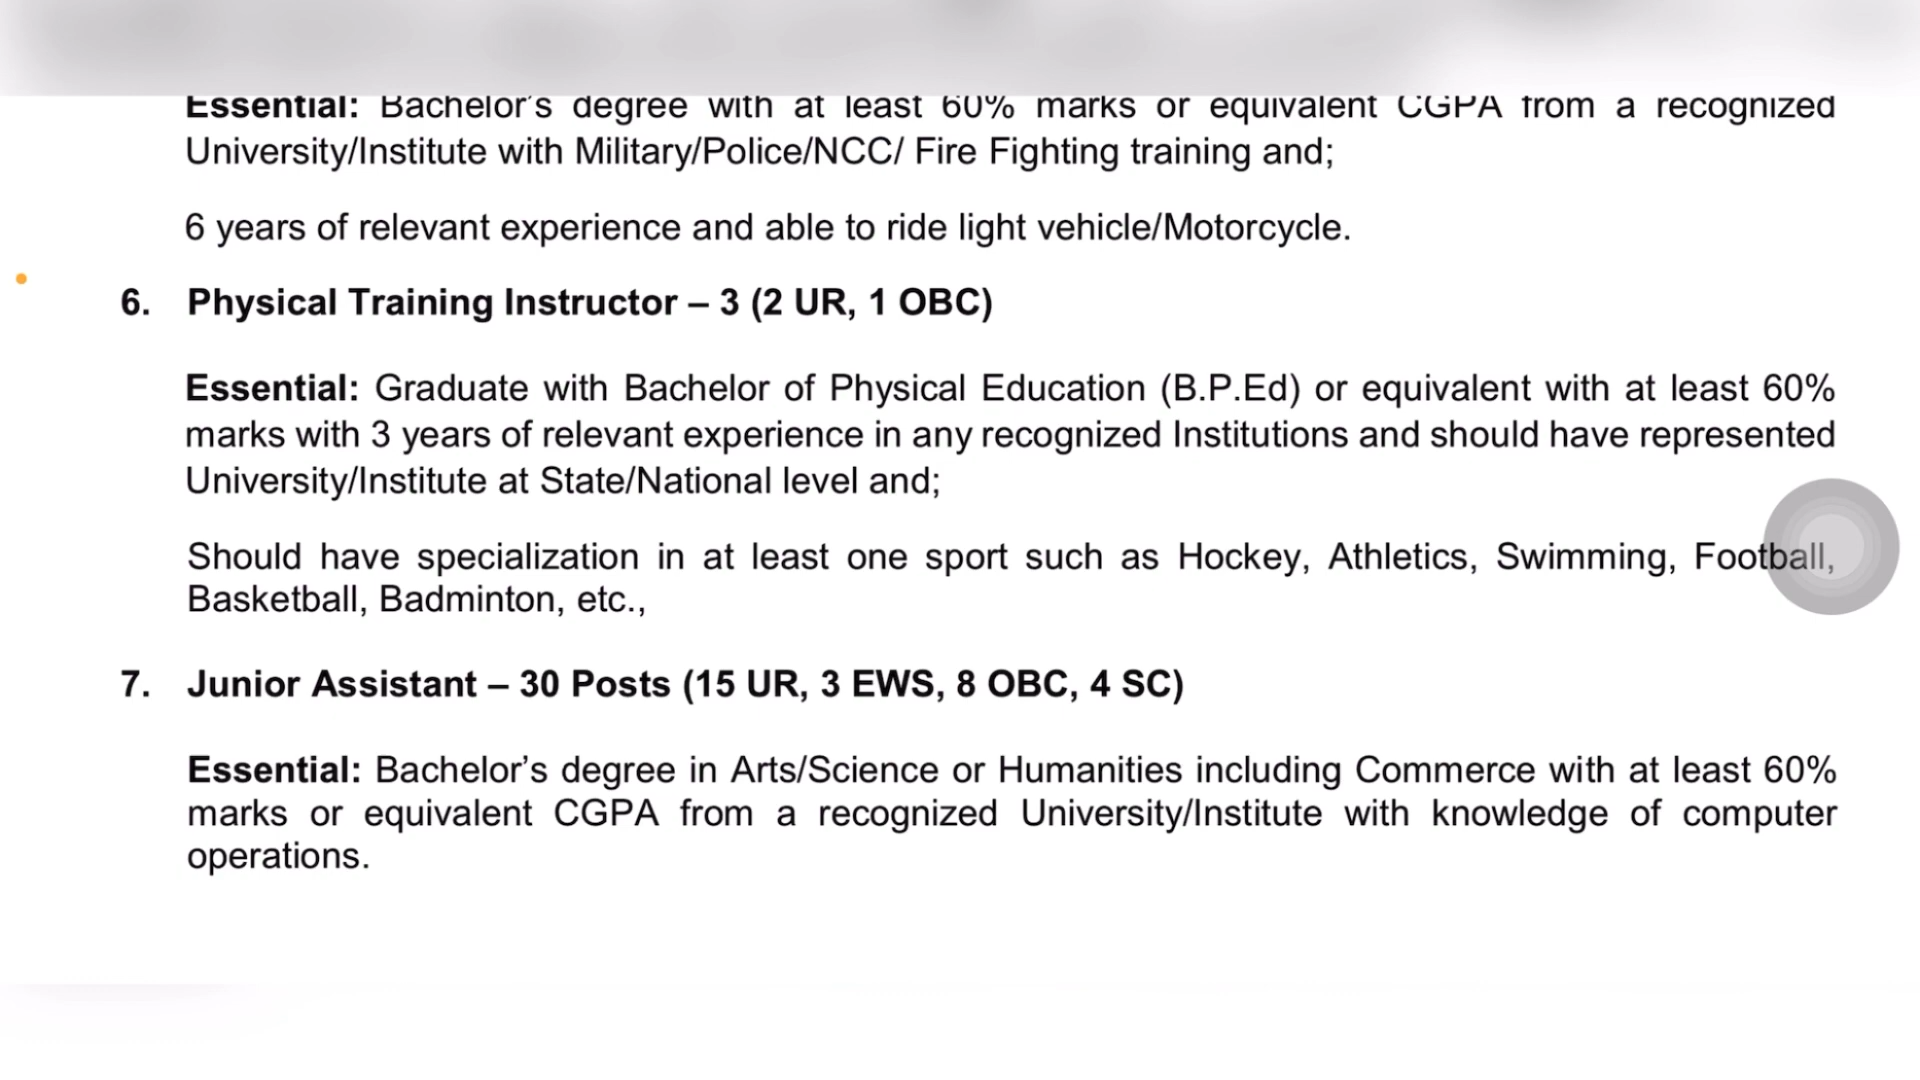 Essential: Bachelor's degree with at least 60% marks or equivalent CGPA from a recognized
University/Institute with Military/Police/NCC/ Fire Fighting training and;
6 years of relevant experience and able to ride light vehicle/Motorcycle.
6. Physical Training Instructor – 3 (2 UR, 1 OBC)
Essential: Graduate with Bachelor of Physical Education (B.P.Ed) or equivalent with at least 60%
marks with 3 years of relevant experience in any recognized Institutions and should have represented
University/Institute at State/National level and;
Should have specialization in at least one sport such as Hockey, Athletics, Swimming, Football,
Basketball, Badminton, etc.,
7. Junior Assistant – 30 Posts (15 UR, 3 EWS, 8 OBC, 4 SC)
Essential: Bachelor’s degree in Arts/Science or Humanities including Commerce with at least 60%
marks or equivalent CGPA from a recognized University/Institute with knowledge of computer
operations.